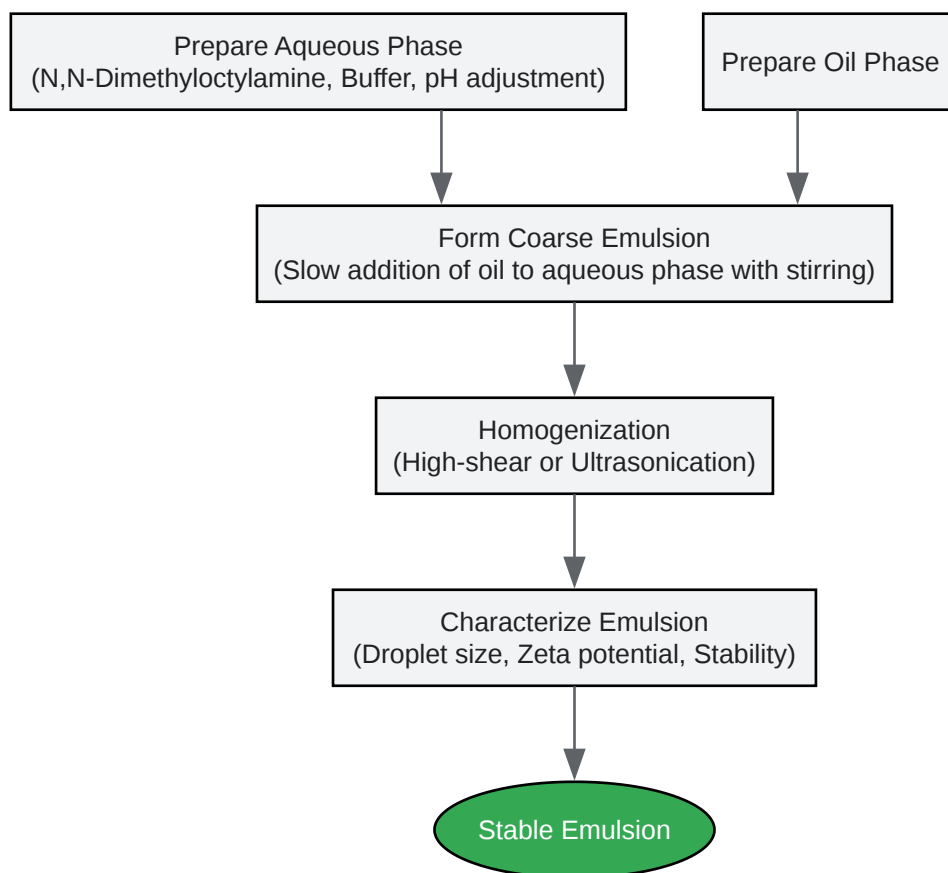 Prepare Aqueous Phase
(N,N-Dimethyloctylamine, Buffer, pH adjustment)
Prepare Oil Phase
Form Coarse Emulsion
(Slow addition of oil to aqueous phase with stirring)
Homogenization
(High-shear or Ultrasonication)
Characterize Emulsion
(Droplet size, Zeta potential, Stability)
Stable Emulsion